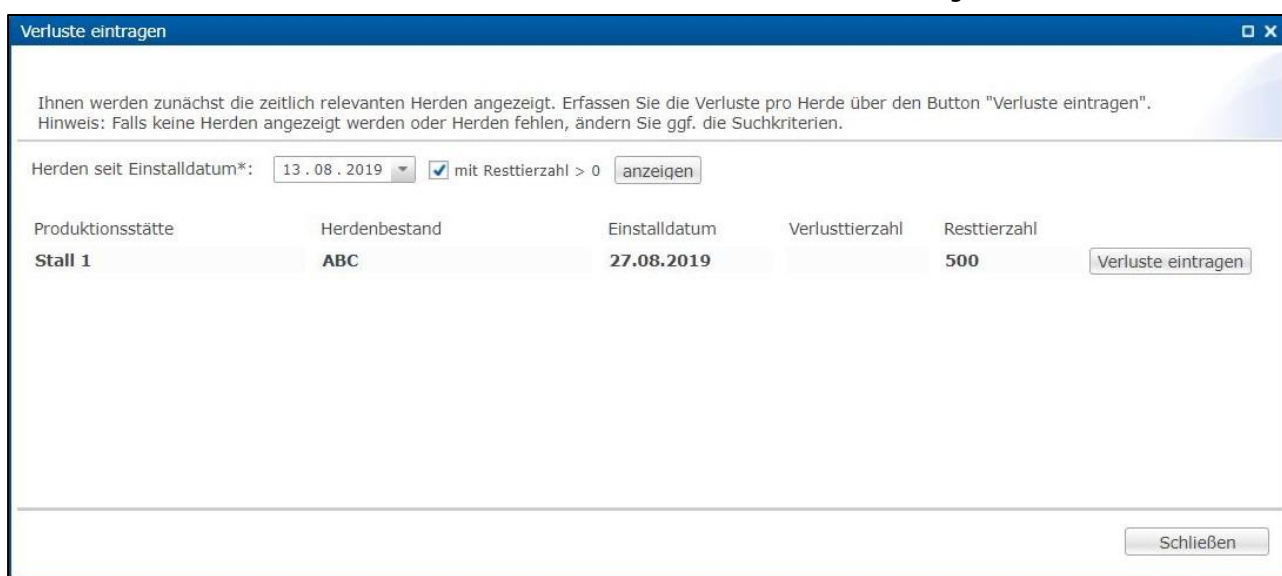 Verluste eintragen
Ihnen werden zunächst die zeitlich relevanten Herden angezeigt. Erfassen Sie die Verluste pro Herde über den Button "Verluste eintragen".
Hinweis: Falls keine Herden angezeigt werden oder Herden fehlen, ändern Sie ggf. die Suchkriterien.
Herden seit Einstalldatum*: 13 . 08 . 2019 mit Resttierzahl > 0 anzeigen
Produktionsstätte Herdenbestand Einstalldatum Verlusttierzahl Resttierzahl
Stall 1 ABC 27.08.2019 500 Verluste eintragen
Schließen